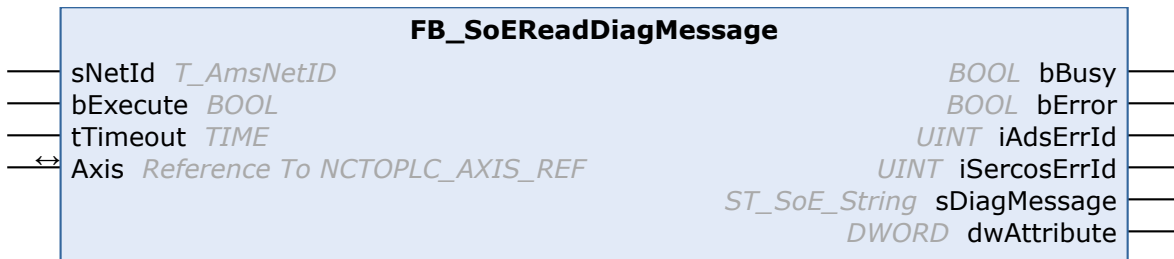 FB_SoEReadDiagMessage
sNetId T_AmsNetID BOOL bBusy
bExecute BOOL BOOL bError
tTimeout TIME UINT iAdsErrId
↔ Axis Reference To NCTOPLC_AXIS_REF UINT iSercosErrId
ST_SoE_String sDiagMessage
DWORD dwAttribute